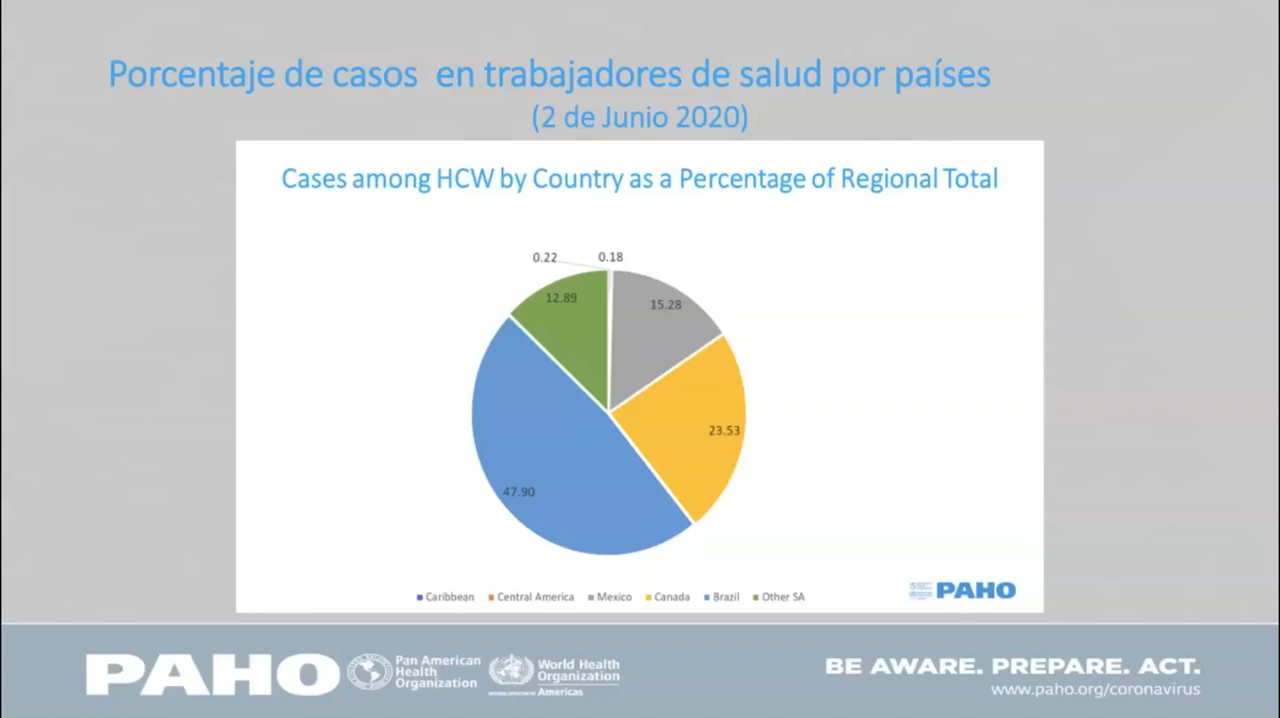 Porcentaje de casos en trabajadores de salud por países
(2 de Junio 2020)
Cases among HCW by Country as a Percentage of Regional Total
0.22
0.18
12.89
15.28
23.53
47.90
Caribbean Central America Mexico Canada Brazil Other SA
PAHO
PAHO
Pan American
Health
Organization
World Health
Organization
Americas
BE AWARE. PREPARE. ACT.
www.paho.org/coronavirus